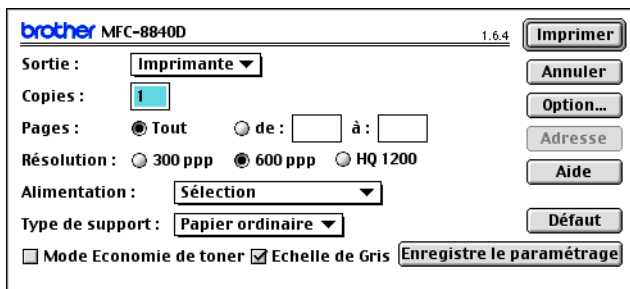 brother MFC-8840D 1.6.4 Imprimer
Sortie : Imprimante Annuler
Copies : 1 Option...
Pages : Tout de : à : Adresse
Résolution : 300 ppp 600 ppp HQ 1200 Aide
Alimentation : Sélection
Type de support : Papier ordinaire Défaut
Mode Economie de toner Echelle de Gris Enregistre le paramétrage